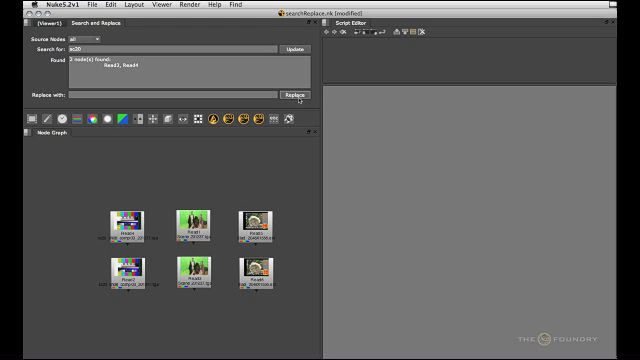 Nuke5.2v1 File Edit Layout Viewer Render Help Find
searchReplace.nk [modified]
[Viewer1] Search and Replace
Script Editor
Source Nodes all
Search for: sc20 Update
Found 2 node(s) found:
Read2, Read4
Replace with: Replace
Node Graph
Read4 Read1 Read5
Read2 Read3 Read6
THE FOUNDRY